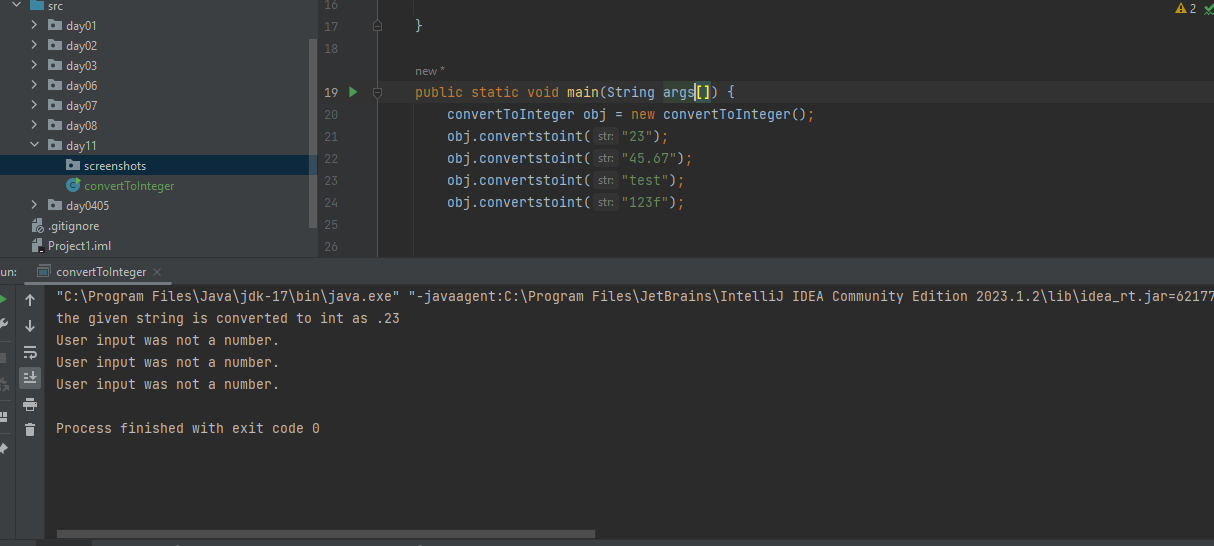 src
day01
day02
day03
day06
day07
day08
day11
screenshots
convertToInteger
day0405
.gitignore
Project1.iml
16
17 }
18
new *
19 public static void main(String args[]) {
20 convertToInteger obj = new convertToInteger();
21 obj.convertstoint( str: "23");
22 obj.convertstoint( str: "45.67");
23 obj.convertstoint( str: "test");
24 obj.convertstoint( str: "123f");
25
26
2
un: convertToInteger
"C:\Program Files\Java\jdk-17\bin\java.exe" "-javaagent:C:\Program Files\JetBrains\IntelliJ IDEA Community Edition 2023.1.2\lib\idea_rt.jar=62177
the given string is converted to int as .23
User input was not a number.
User input was not a number.
User input was not a number.
Process finished with exit code 0